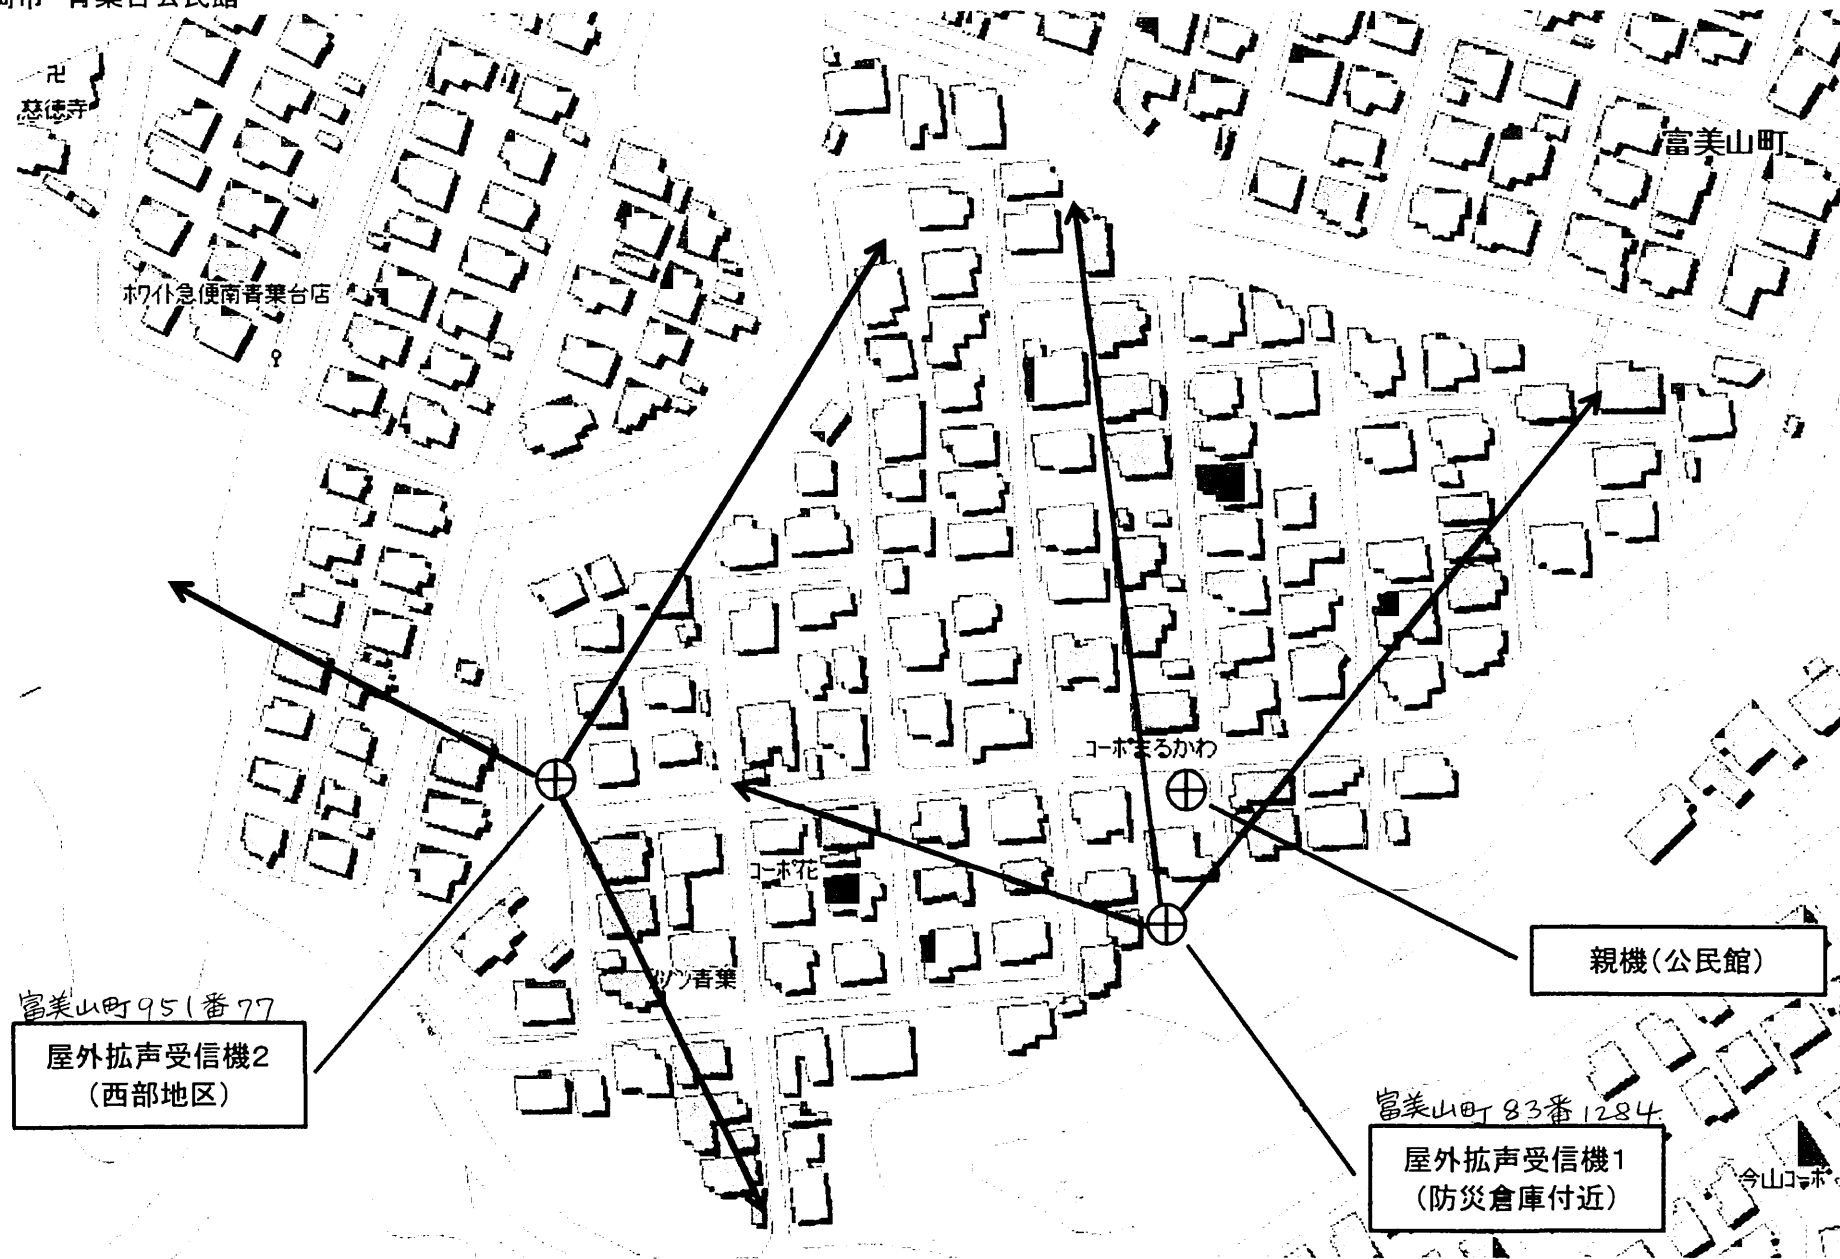 青葉台公民館
卍
慈徳寺
富美山町
ホワイト急便南青葉台店
コーポまるかわ
コーポ花
ゾン青葉
親機(公民館)
富美山町951番77
屋外拡声受信機2
(西部地区)
富美山町83番1284
屋外拡声受信機1
(防災倉庫付近)
今山コーポ